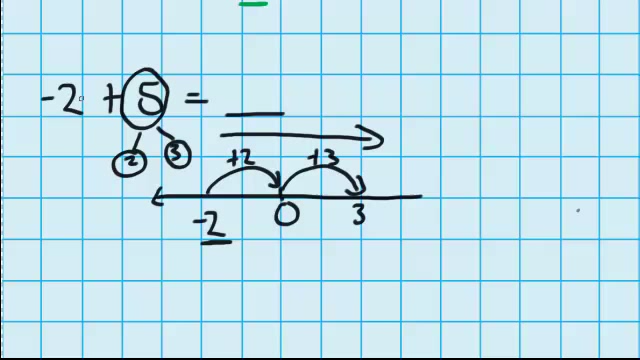 -2 + 5 = __
2 3
+2 +3
-2 0 3